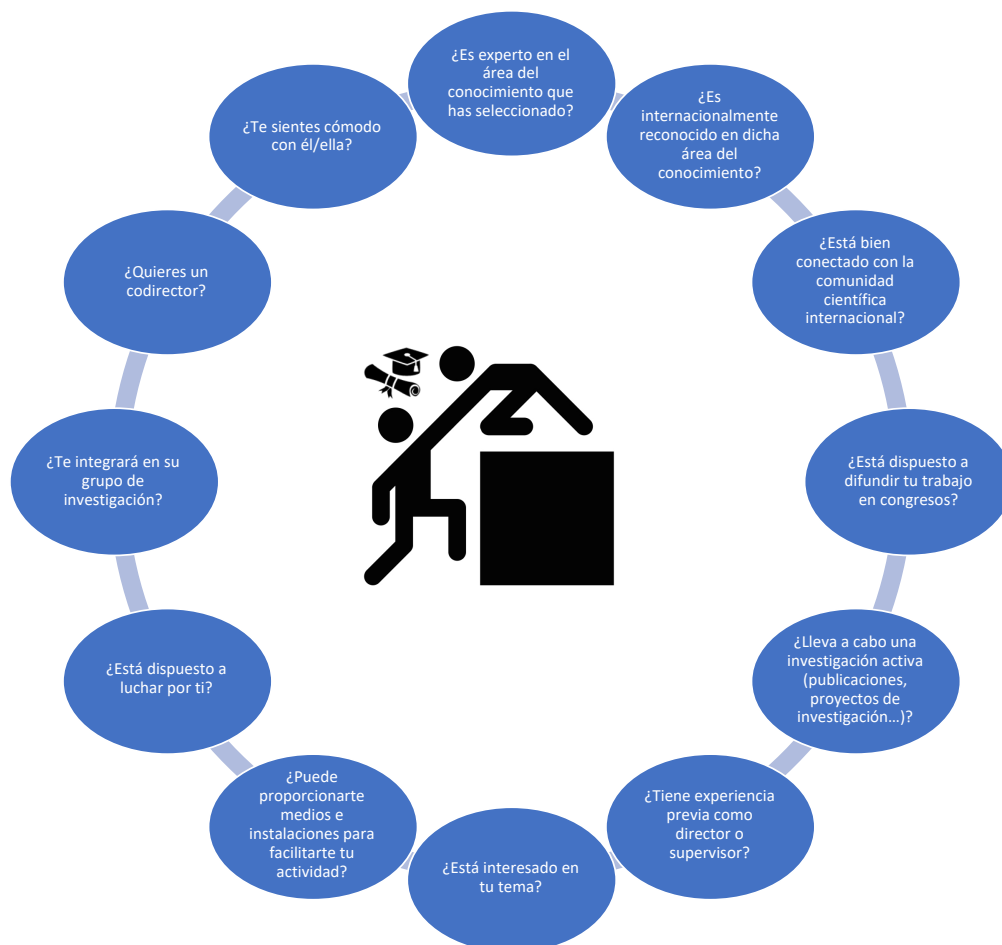 ¿Es experto en el
área del
conocimiento que
has seleccionado?
¿Es
internacionalmente
reconocido en dicha
área del
conocimiento?
¿Está bien
conectado con la
comunidad
científica
internacional?
¿Está dispuesto a
difundir tu trabajo
en congresos?
¿Lleva a cabo una
investigación activa
(publicaciones,
proyectos de
investigación…)?
¿Tiene experiencia
previa como
director o
supervisor?
¿Está interesado en
tu tema?
¿Puede
proporcionarte
medios e
instalaciones para
facilitarte tu
actividad?
¿Está dispuesto a
luchar por ti?
¿Te integrará en su
grupo de
investigación?
¿Quieres un
codirector?
¿Te sientes cómodo
con él/ella?